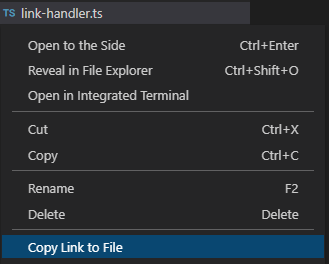 TS link-handler.ts
Open to the Side Ctrl+Enter
Reveal in File Explorer Ctrl+Shift+O
Open in Integrated Terminal
Cut Ctrl+X
Copy Ctrl+C
Rename F2
Delete Delete
Copy Link to File